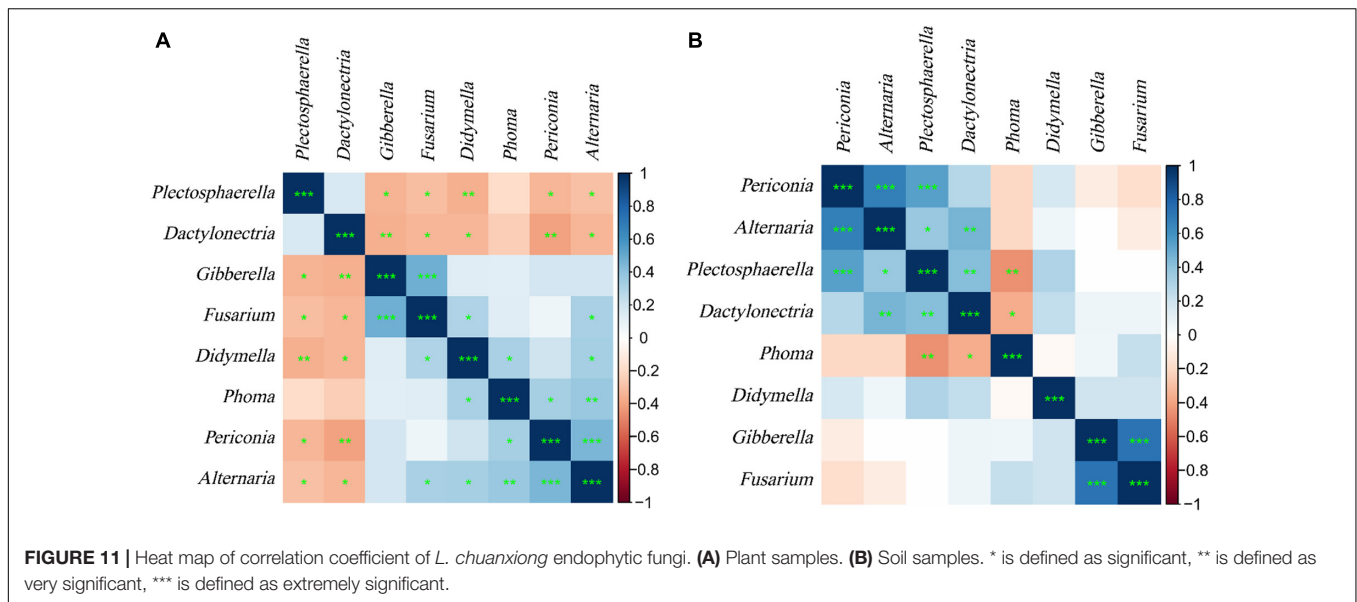 A
Plectosphaerella
Dactylonectria
Gibberella
Fusarium
Didymella
Phoma
Periconia
Alternaria
Plectosphaerella *** * * ** * *
Dactylonectria *** ** * * ** *
Gibberella * ** *** ***
Fusarium * * *** *** * *
Didymella ** * * *** * *
Phoma * *** * **
Periconia * ** * *** ***
Alternaria * * * * ** *** ***
1
0.8
0.6
0.4
0.2
0
0.2
0.4
0.6
0.8
−1
B
Periconia
Alternaria
Plectosphaerella
Dactylonectria
Phoma
Didymella
Gibberella
Fusarium
Periconia *** *** ***
Alternaria *** *** * **
Plectosphaerella *** * *** ** **
Dactylonectria ** ** *** *
Phoma ** * ***
Didymella ***
Gibberella *** ***
Fusarium *** ***
1
0.8
0.6
0.4
0.2
0
0.2
0.4
0.6
0.8
−1
FIGURE 11 | Heat map of correlation coefficient of L. chuanxiong endophytic fungi. (A) Plant samples. (B) Soil samples. * is defined as significant, ** is defined as
very significant, *** is defined as extremely significant.